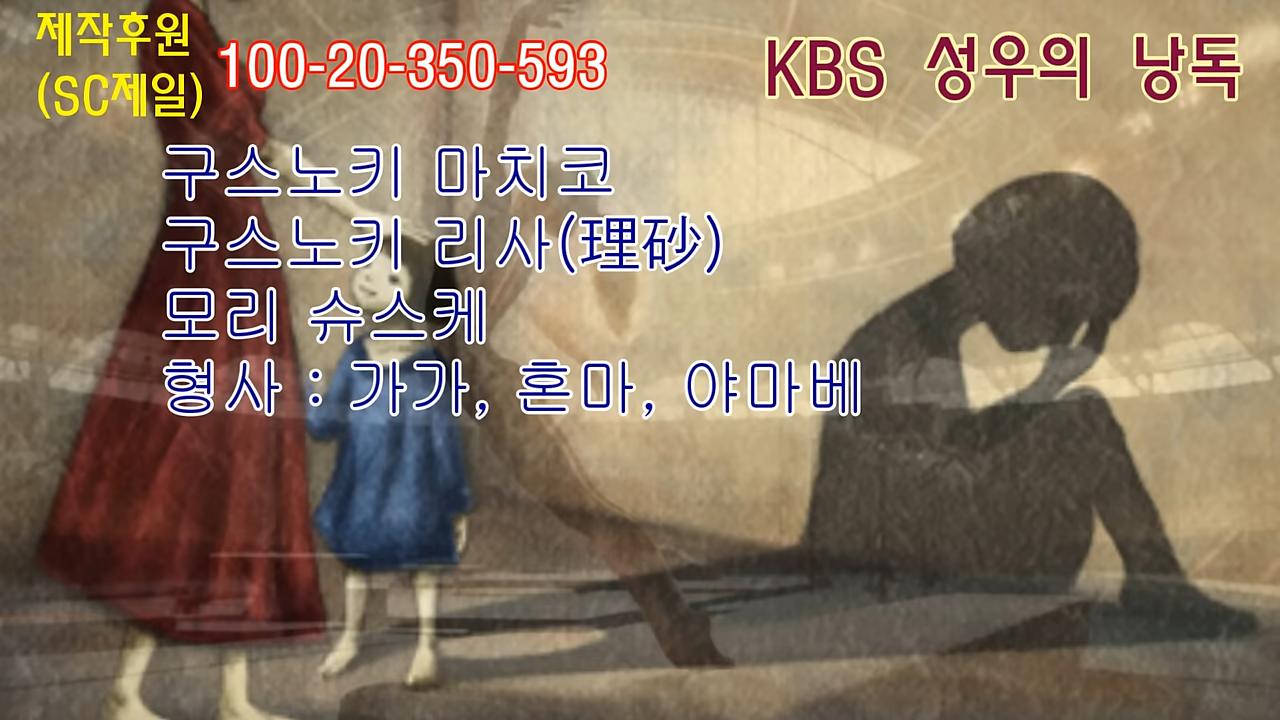 제작후원
(SC제일)
100-20-350-593
KBS 성우의 낭독
구스노키 마치코
구스노키 리사(理砂)
모리 슈스케
형사 : 가가, 혼마, 야마베